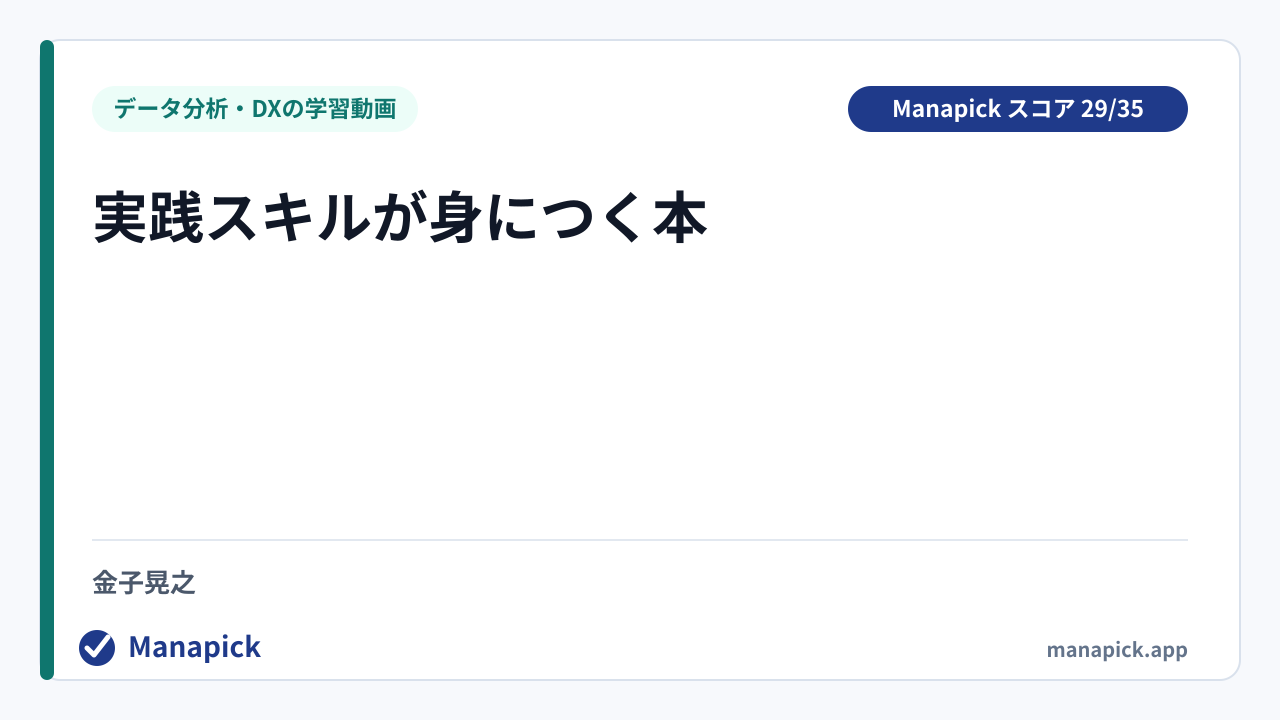 データ分析・DXの学習動画
Manapick スコア 29/35
実践スキルが身につく本
金子晃之
Manapick
manapick.app